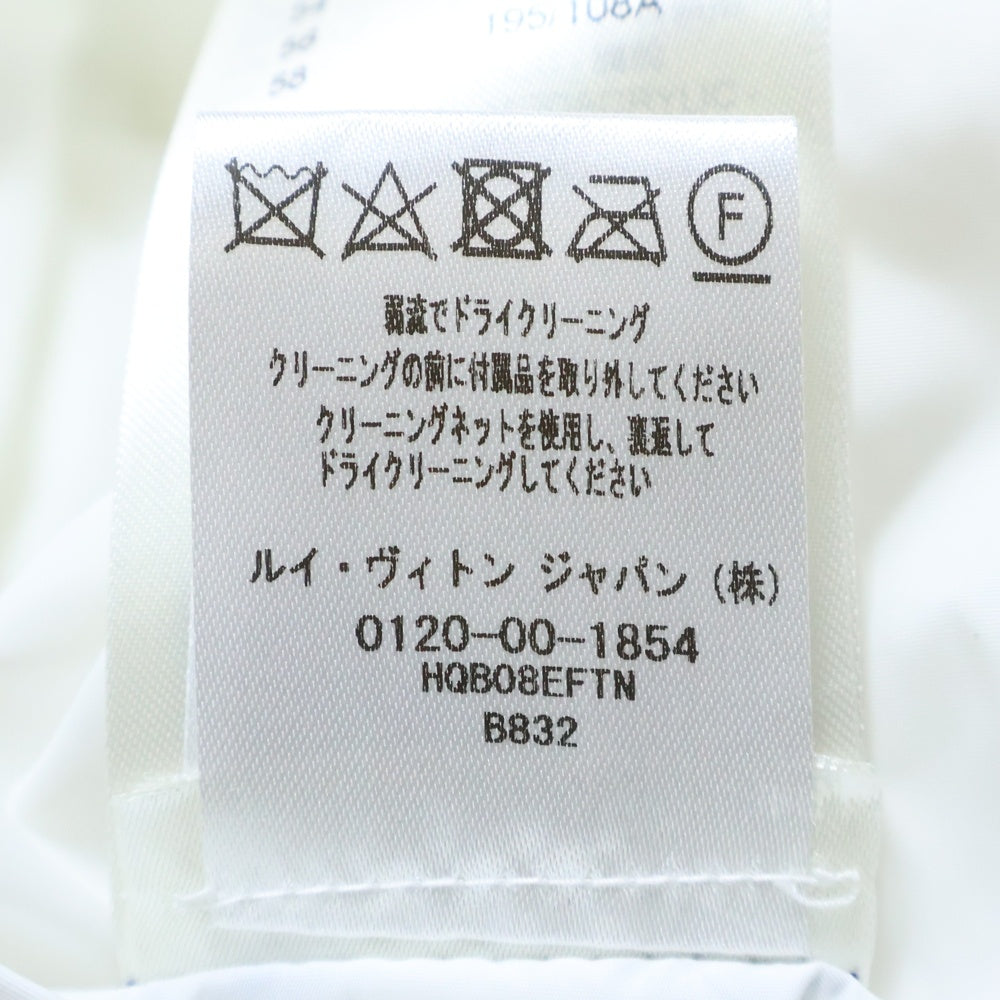 195/108A
F
弱流でドライクリーニング
クリーニングの前に付属品を取り外してください
クリーニングネットを使用し、裏返して
ドライクリーニングしてください
ルイ・ヴィトン ジャパン (株)
0120-00-1854
HQB08EFTN
B832